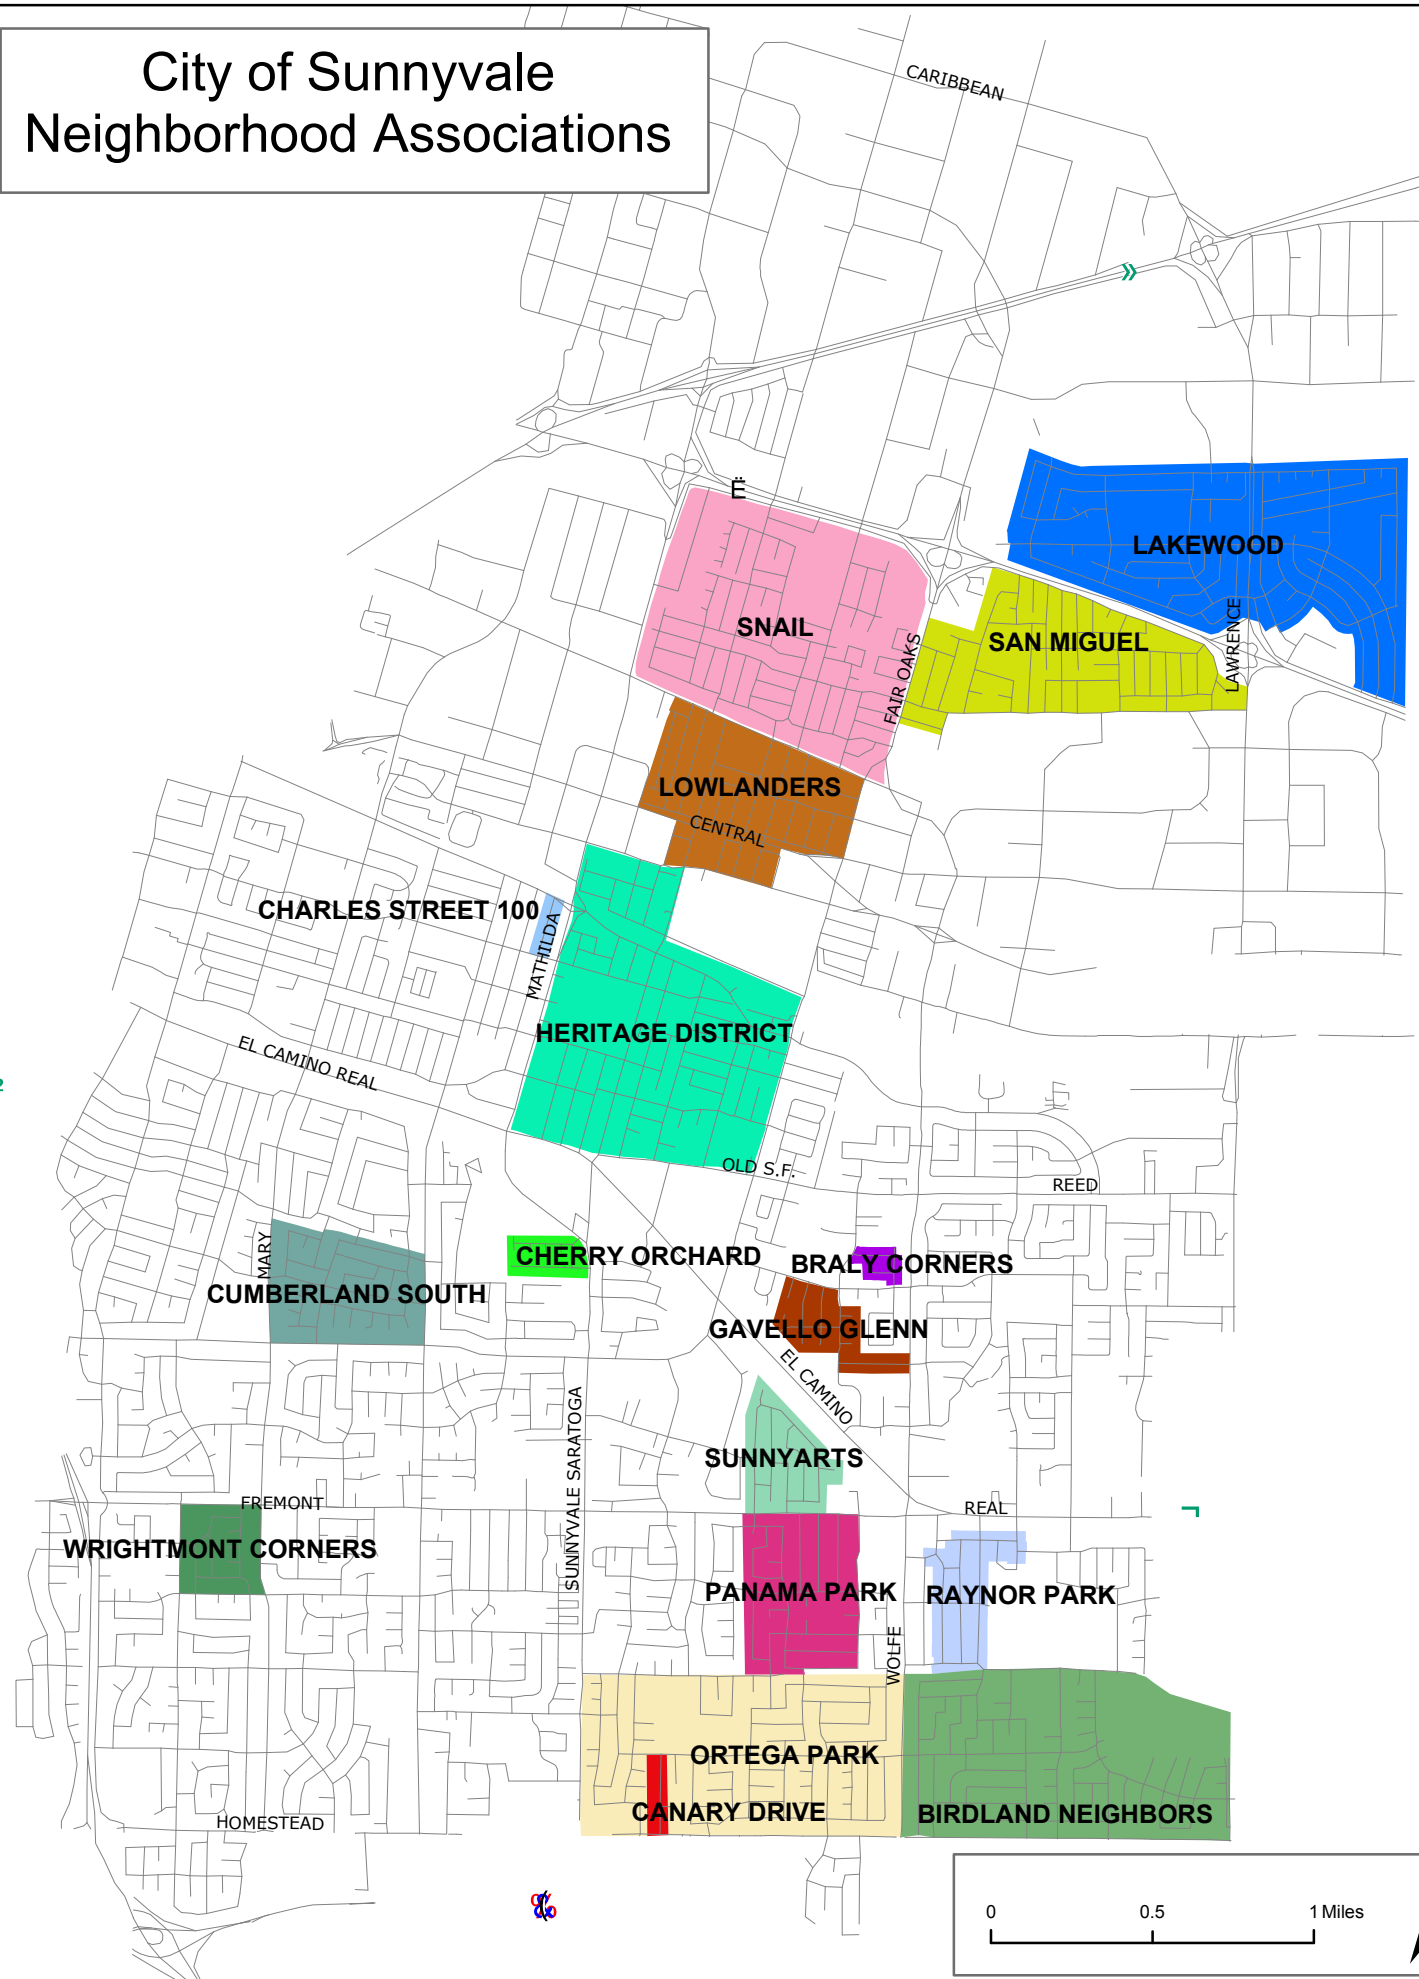 City of Sunnyvale
Neighborhood Associations
CARIBBEAN
Ë
LAKEWOOD
SNAIL
SAN MIGUEL
LAWRENCE
FAIR OAKS
LOWLANDERS
CENTRAL
CHARLES STREET 100
MATHILDA
HERITAGE DISTRICT
EL CAMINO REAL
OLD S.F.
REED
MARY
CHERRY ORCHARD
BRALY CORNERS
CUMBERLAND SOUTH
GAVELLO GLENN
EL CAMINO
SUNNYVALE SARATOGA
SUNNYARTS
FREMONT
REAL
WRIGHTMONT CORNERS
PANAMA PARK
RAYNOR PARK
WOLFE
ORTEGA PARK
CANARY DRIVE
BIRDLAND NEIGHBORS
HOMESTEAD
0 0.5 1 Miles